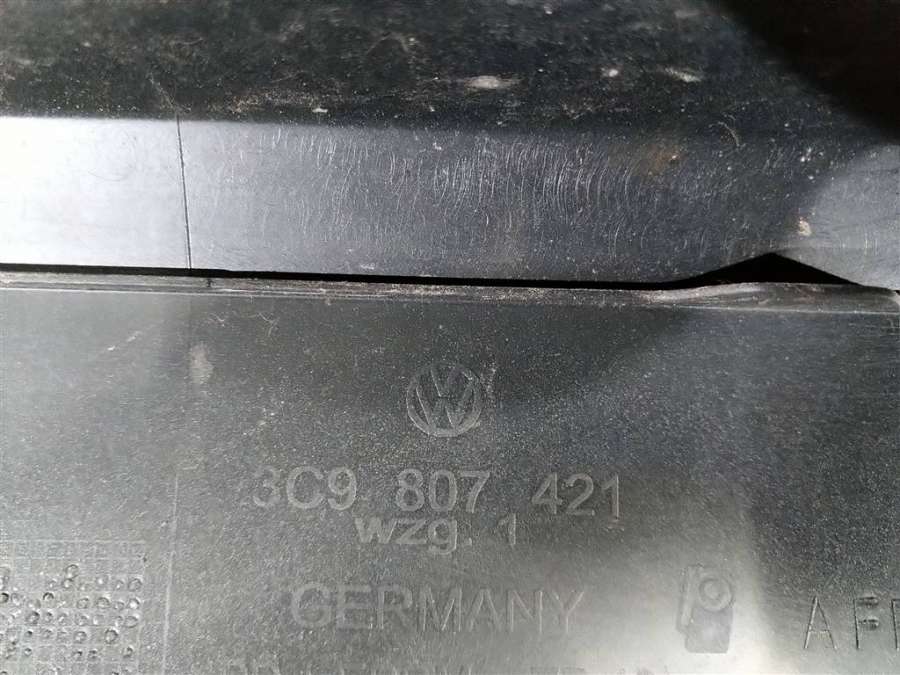 3C9 807 421
wzg. 1
GERMANY